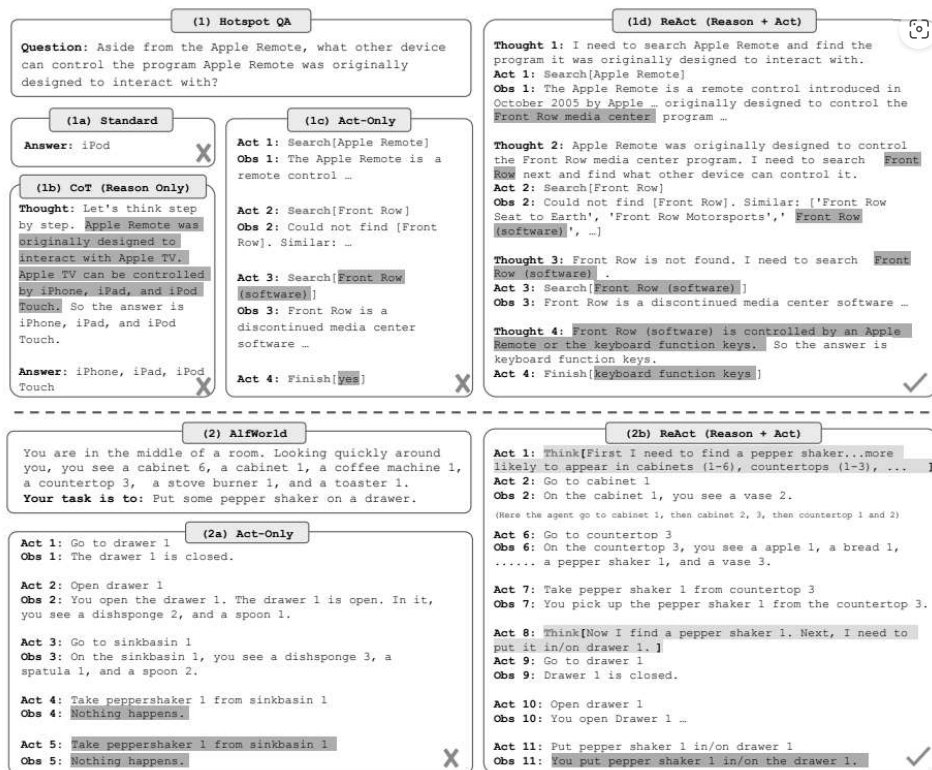 (1) Hotspot QA
Question: Aside from the Apple Remote, what other device
can control the program Apple Remote was originally
designed to interact with?
(1a) Standard
Answer: iPod
(1b) CoT (Reason Only)
Thought: Let's think step
by step. Apple Remote was
originally designed to
interact with Apple TV.
Apple TV can be controlled
by iPhone, iPad, and iPod
Touch. So the answer is
iPhone, iPad, and iPod
Touch.
Answer: iPhone, iPad, iPod
Touch
(1c) Act-Only
Act 1: Search[Apple Remote]
Obs 1: The Apple Remote is a
remote control …
Act 2: Search[Front Row]
Obs 2: Could not find [Front
Row]. Similar: …
Act 3: Search[Front Row
(software)]
Obs 3: Front Row is a
discontinued media center
software …
Act 4: Finish[yes]
(1d) ReAct (Reason + Act)
Thought 1: I need to search Apple Remote and find the
program it was originally designed to interact with.
Act 1: Search[Apple Remote]
Obs 1: The Apple Remote is a remote control introduced in
October 2005 by Apple … originally designed to control the
Front Row media center program …
Thought 2: Apple Remote was originally designed to control
the Front Row media center program. I need to search Front
Row next and find what other device can control it.
Act 2: Search[Front Row]
Obs 2: Could not find [Front Row]. Similar: ['Front Row
Seat to Earth', 'Front Row Motorsports',' Front Row
(software)', …]
Thought 3: Front Row is not found. I need to search Front
Row (software) .
Act 3: Search[Front Row (software)]
Obs 3: Front Row is a discontinued media center software …
Thought 4: Front Row (software) is controlled by an Apple
Remote or the keyboard function keys. So the answer is
keyboard function keys.
Act 4: Finish[keyboard function keys]
(2) AlfWorld
You are in the middle of a room. Looking quickly around
you, you see a cabinet 6, a cabinet 1, a coffee machine 1,
a countertop 3, a stove burner 1, and a toaster 1.
Your task is to: Put some pepper shaker on a drawer.
(2a) Act-Only
Act 1: Go to drawer 1
Obs 1: The drawer 1 is closed.
Act 2: Open drawer 1
Obs 2: You open the drawer 1. The drawer 1 is open. In it,
you see a dishsponge 2, and a spoon 1.
Act 3: Go to sinkbasin 1
Obs 3: On the sinkbasin 1, you see a dishsponge 3, a
spatula 1, and a spoon 2.
Act 4: Take peppershaker 1 from sinkbasin 1
Obs 4: Nothing happens.
Act 5: Take peppershaker 1 from sinkbasin 1
Obs 5: Nothing happens.
(2b) ReAct (Reason + Act)
Act 1: Think[First I need to find a pepper shaker...more
likely to appear in cabinets (1-6), countertops (1-3), ... ]
Act 2: Go to cabinet 1
Obs 2: On the cabinet 1, you see a vase 2.
(Here the agent go to cabinet 1, then cabinet 2, 3, then countertop 1 and 2)
Act 6: Go to countertop 3
Obs 6: On the countertop 3, you see a apple 1, a bread 1,
...... a pepper shaker 1, and a vase 3.
Act 7: Take pepper shaker 1 from countertop 3
Obs 7: You pick up the pepper shaker 1 from the countertop 3.
Act 8: Think[Now I find a pepper shaker 1. Next, I need to
put it in/on drawer 1. ]
Act 9: Go to drawer 1
Obs 9: Drawer 1 is closed.
Act 10: Open drawer 1
Obs 10: You open Drawer 1 …
Act 11: Put pepper shaker 1 in/on drawer 1
Obs 11: You put pepper shaker 1 in/on the drawer 1.